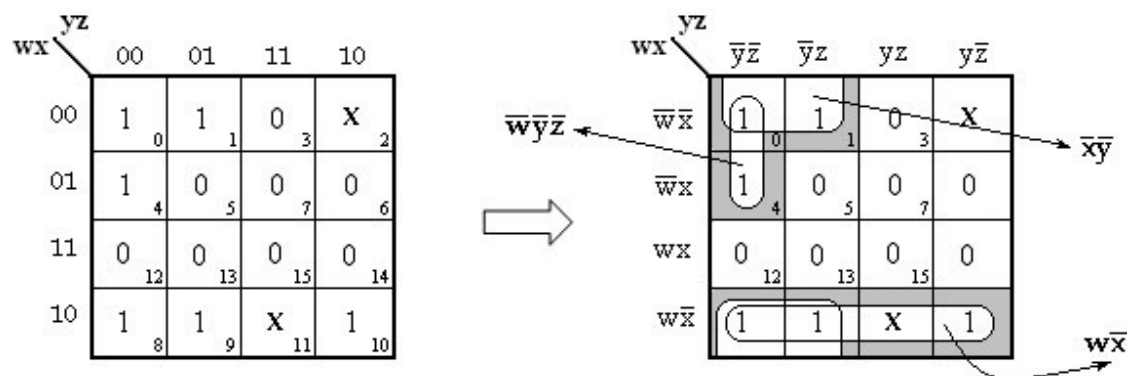 yz yz
wx 00 01 11 10 wx y̅z̅ y̅z yz yz̅
00 1 0 1 1 0 3 X 2 w̅x̅ 1 0 1 1 0 3 X
w̅y̅z̅ x̅y̅
01 1 4 0 5 0 7 0 6 w̅x 1 4 0 5 0 7 0
11 0 12 0 13 0 15 0 14 wx 0 12 0 13 0 15 0
10 1 8 1 9 X 11 1 10 wx̅ 1 1 X 1
wx̅